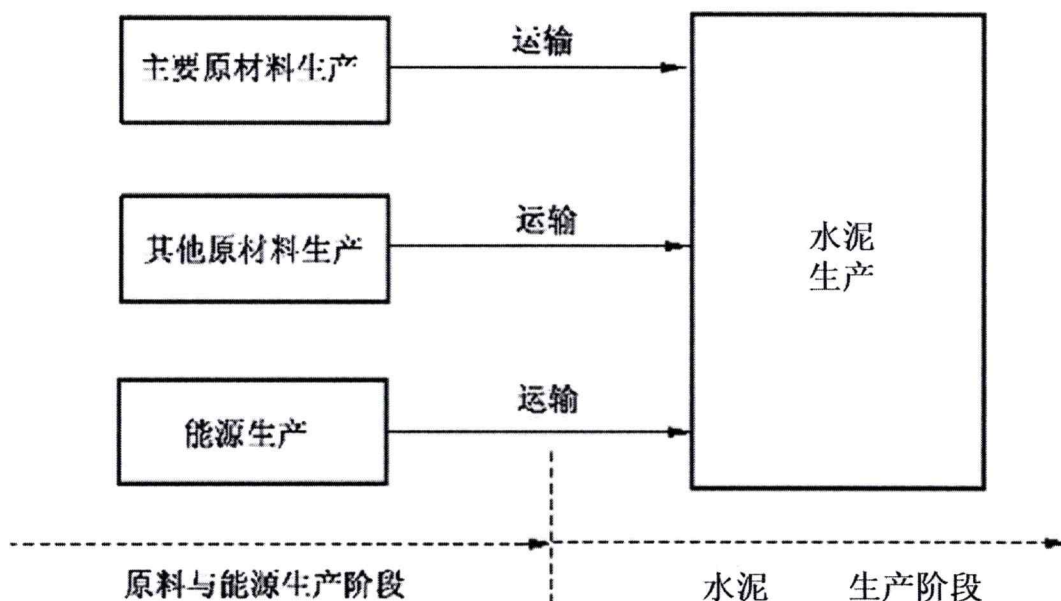 主要原材料生产
运输
其他原材料生产
运输
能源生产
运输
水泥
生产
原料与能源生产阶段
水泥 生产阶段